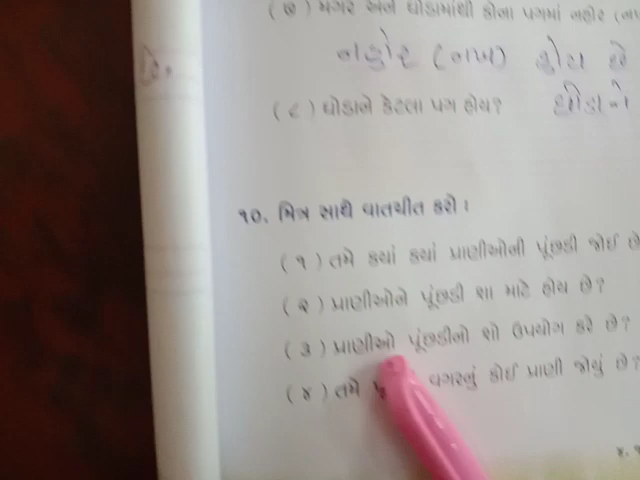 (૭) મગર અને ઘોડામાંથી કોના પગમાં નહોર (નખ
નહોર (નખ) હોય છે
(૮) ઘોડાને કેટલા પગ હોય? ઘોડાને
૧૦. મિત્ર સાથે વાતચીત કરો :
(૧) તમે કયાં કયાં પ્રાણીઓની પૂંછડી જોઈ છે
(૨) પ્રાણીઓને પૂંછડી શા માટે હોય છે?
(૩) પ્રાણીઓ પૂંછડીનો શો ઉપયોગ કરે છે?
(૪) તમે વગરનું કોઈ પ્રાણી જોયું છે?